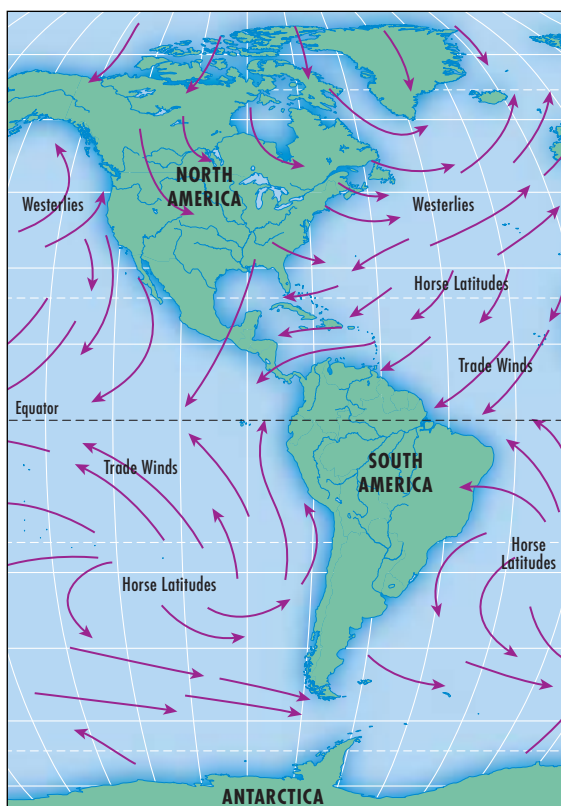 NORTH
AMERICA
Westerlies
Westerlies
Horse Latitudes
Trade Winds
Equator
Trade Winds
SOUTH
AMERICA
Horse
Latitudes
Horse Latitudes
ANTARCTICA